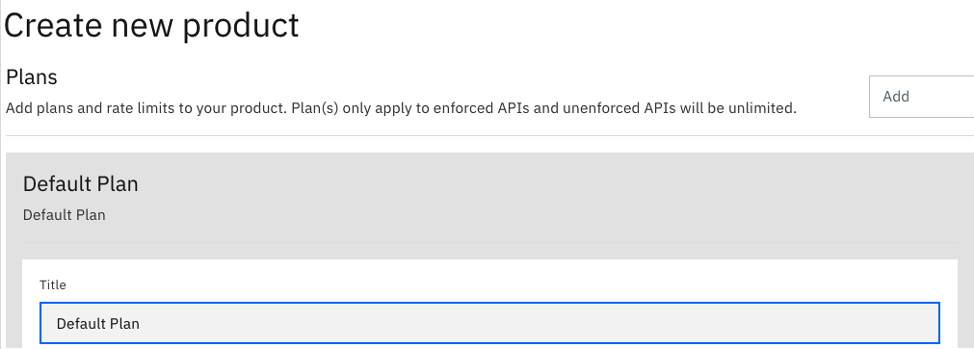 Create new product
Plans
Add plans and rate limits to your product. Plan(s) only apply to enforced APIs and unenforced APIs will be unlimited.
Add
Default Plan
Default Plan
Title
Default Plan